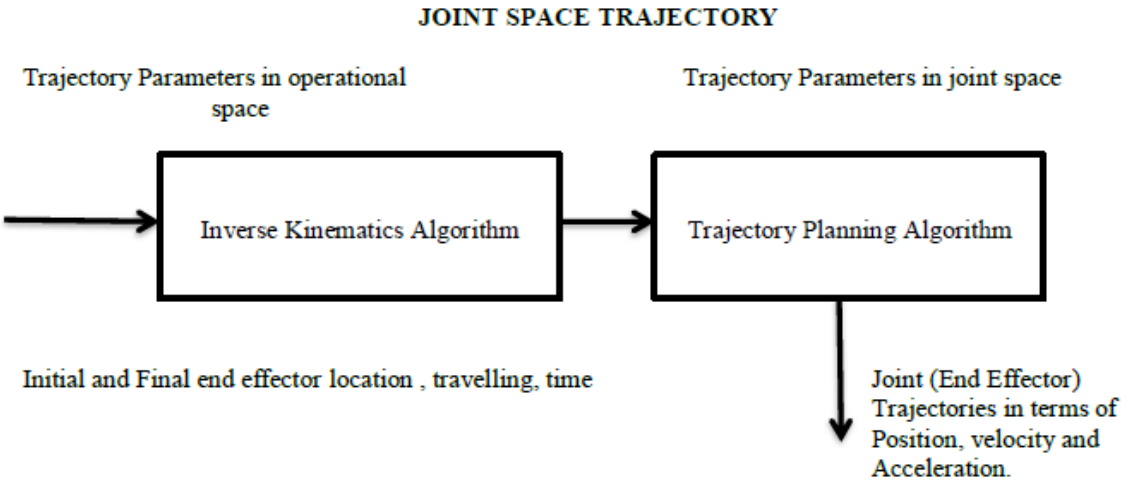 JOINT SPACE TRAJECTORY
Trajectory Parameters in operational
space
Trajectory Parameters in joint space
Inverse Kinematics Algorithm
Trajectory Planning Algorithm
Initial and Final end effector location , travelling, time
Joint (End Effector)
Trajectories in terms of
Position, velocity and
Acceleration.